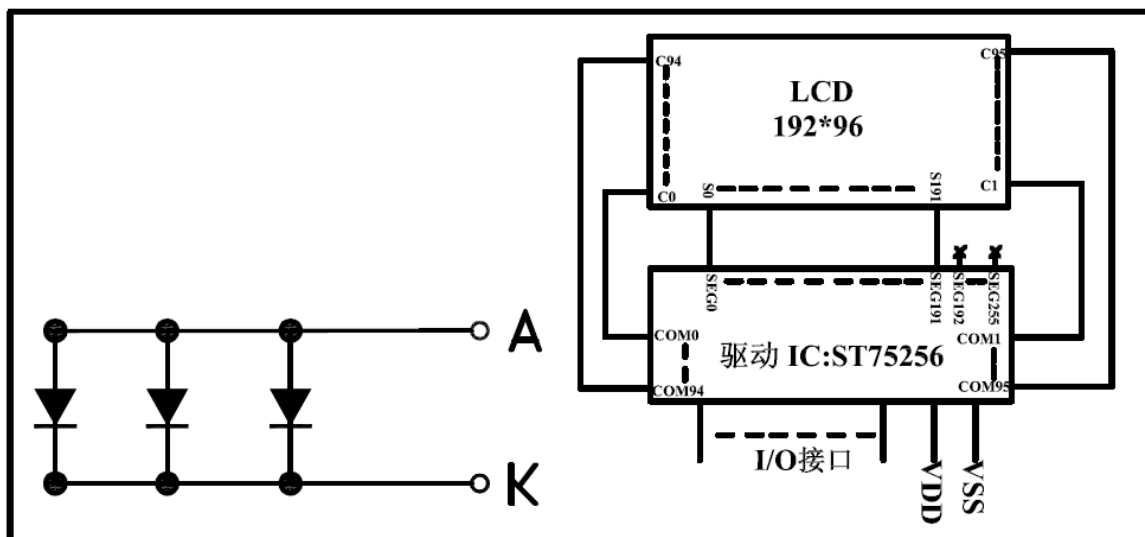 C94
C95
LCD
192*96
C0
S0
S191
C1
SEG0
SEG191
SEG192
SEG255
COM0
COM1
驱动 IC:ST75256
COM94
COM95
I/O接口
VDD
VSS
A
K